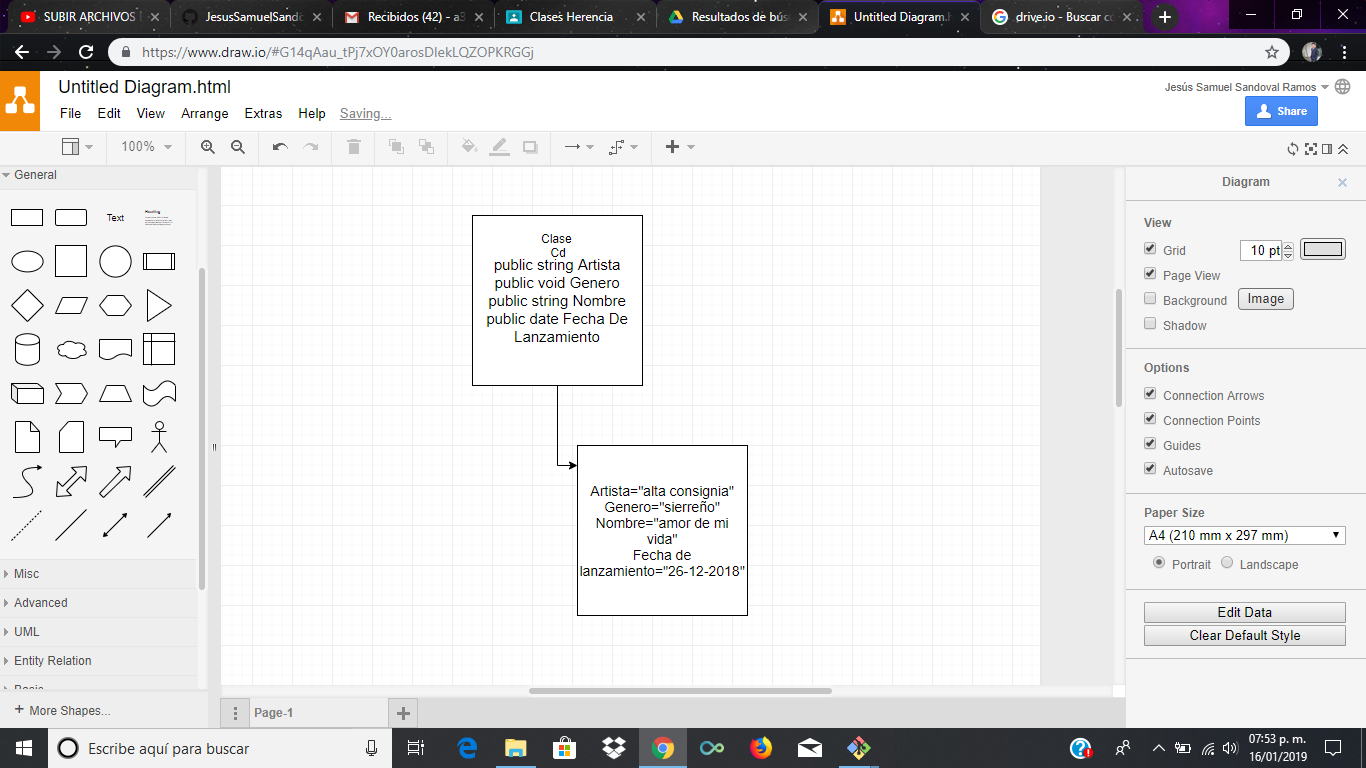 SUBIR ARCHIVOS
JesusSamuelSand
Recibidos (42) - a3
Clases Herencia
Resultados de bús
Untitled Diagram.h
drive.io - Buscar co
https://www.draw.io/#G14qAau_tPj7xOY0arosDIekLQZOPKRGGj
Untitled Diagram.html
Jesús Samuel Sandoval Ramos
File Edit View Arrange Extras Help Saving...
Share
100%
General
Text
Heading
Misc
Advanced
UML
Entity Relation
Basic
+ More Shapes...
Clase
Cd
public string Artista
public void Genero
public string Nombre
public date Fecha De
Lanzamiento
Artista="alta consignia"
Genero="sierreño"
Nombre="amor de mi
vida"
Fecha de
lanzamiento="26-12-2018"
Page-1
Diagram
View
Grid
10 pt
Page View
Background
Image
Shadow
Options
Connection Arrows
Connection Points
Guides
Autosave
Paper Size
A4 (210 mm x 297 mm)
Portrait
Landscape
Edit Data
Clear Default Style
Escribe aquí para buscar
07:53 p. m.
16/01/2019